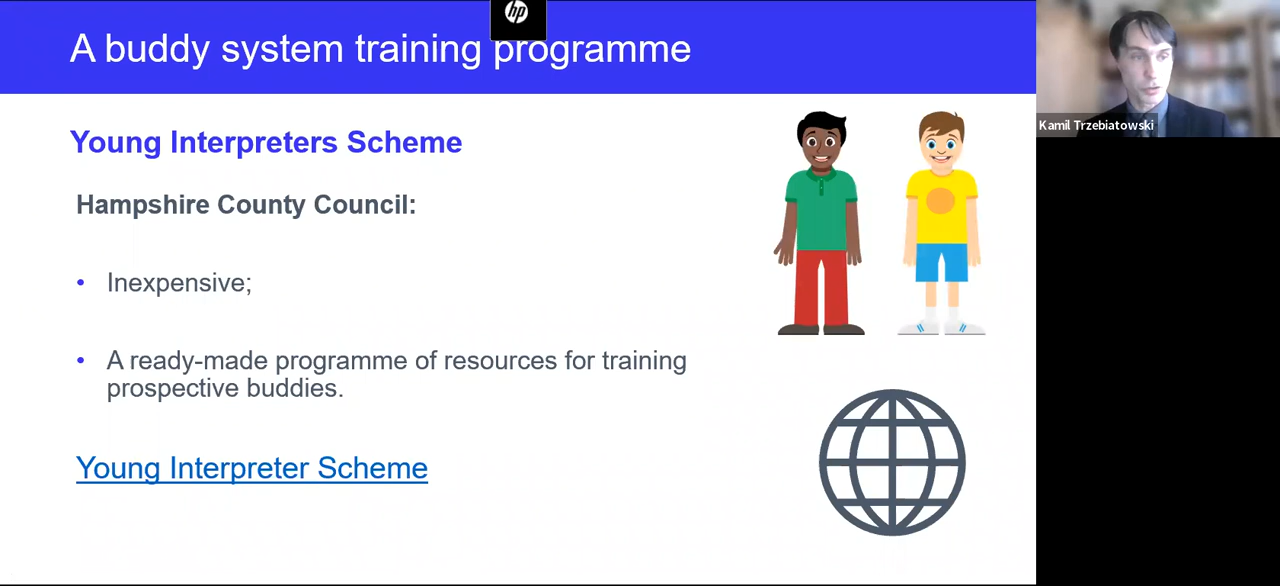 hp
A buddy system training programme
Kamil Trzebiatowski
Young Interpreters Scheme
Hampshire County Council:
• Inexpensive;
• A ready-made programme of resources for training
prospective buddies.
Young Interpreter Scheme